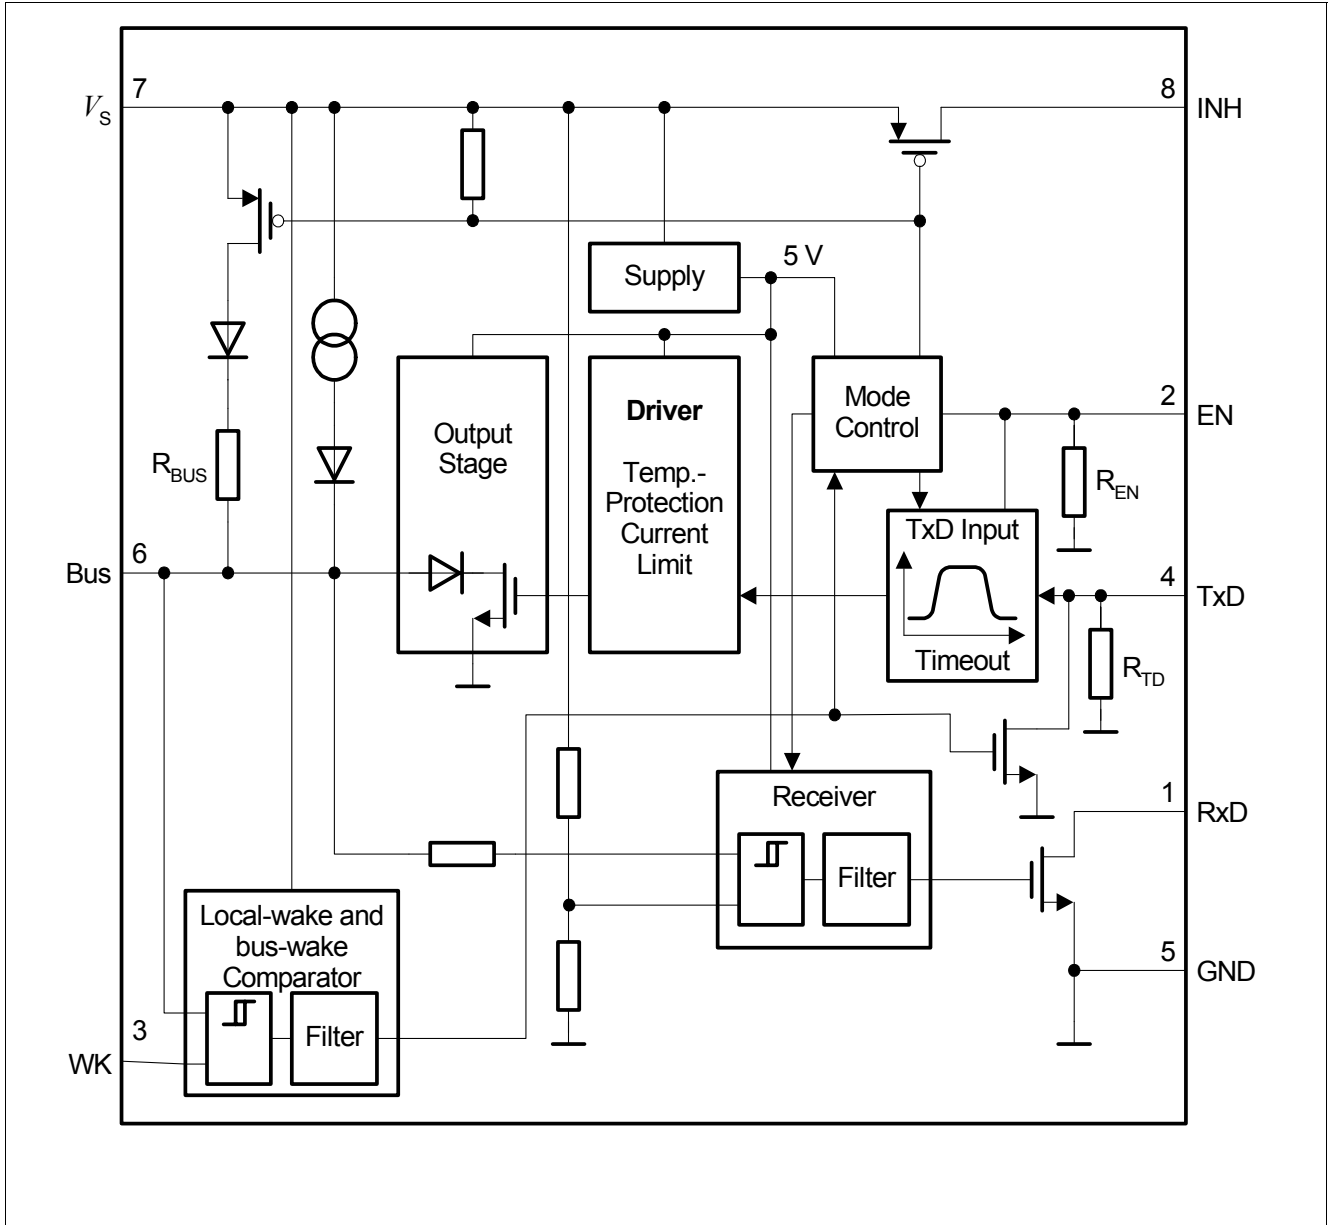 7
V_S
8
INH
5 V
Supply
2
EN
Mode
Control
Driver
Temp.-
Protection
Current
Limit
Output
Stage
R_BUS
R_EN
TxD Input
Timeout
6
Bus
4
TxD
R_TD
1
RxD
Receiver
Filter
5
GND
Local-wake and
bus-wake
Comparator
Filter
3
WK